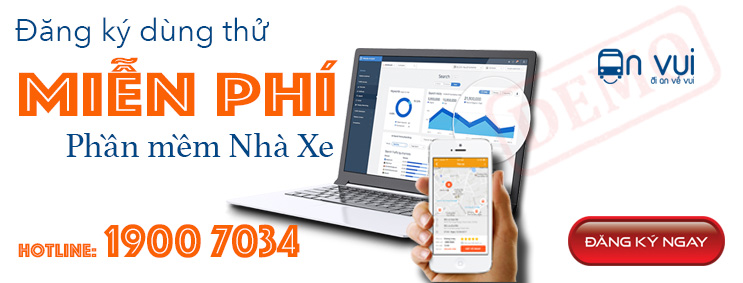 Đăng ký dùng thử
MIỄN PHÍ
Phần mềm Nhà Xe
HOTLINE: 1900 7034
Search
DEMO
an vui
đi an về vui
ĐĂNG KÝ NGAY